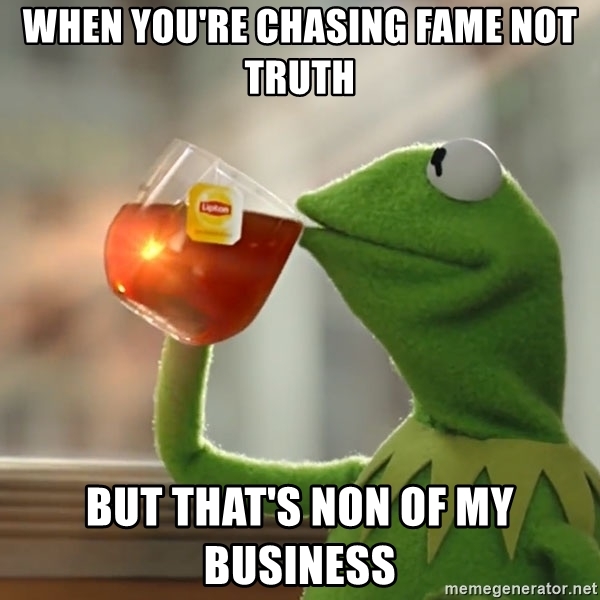 WHEN YOU'RE CHASING FAME NOT
TRUTH
Lipton
BUT THAT'S NON OF MY
BUSINESS
memegenerator.net